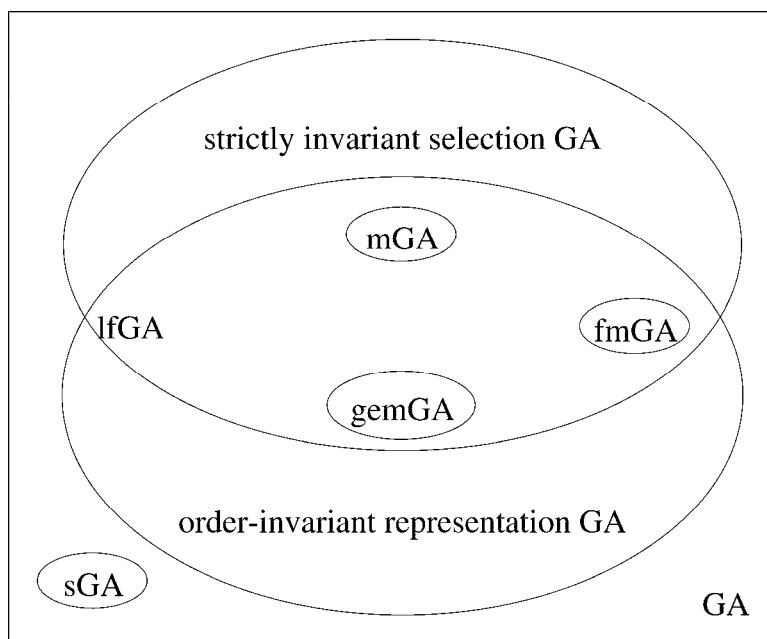 strictly invariant selection GA
mGA
lfGA
fmGA
gemGA
order-invariant representation GA
sGA
GA